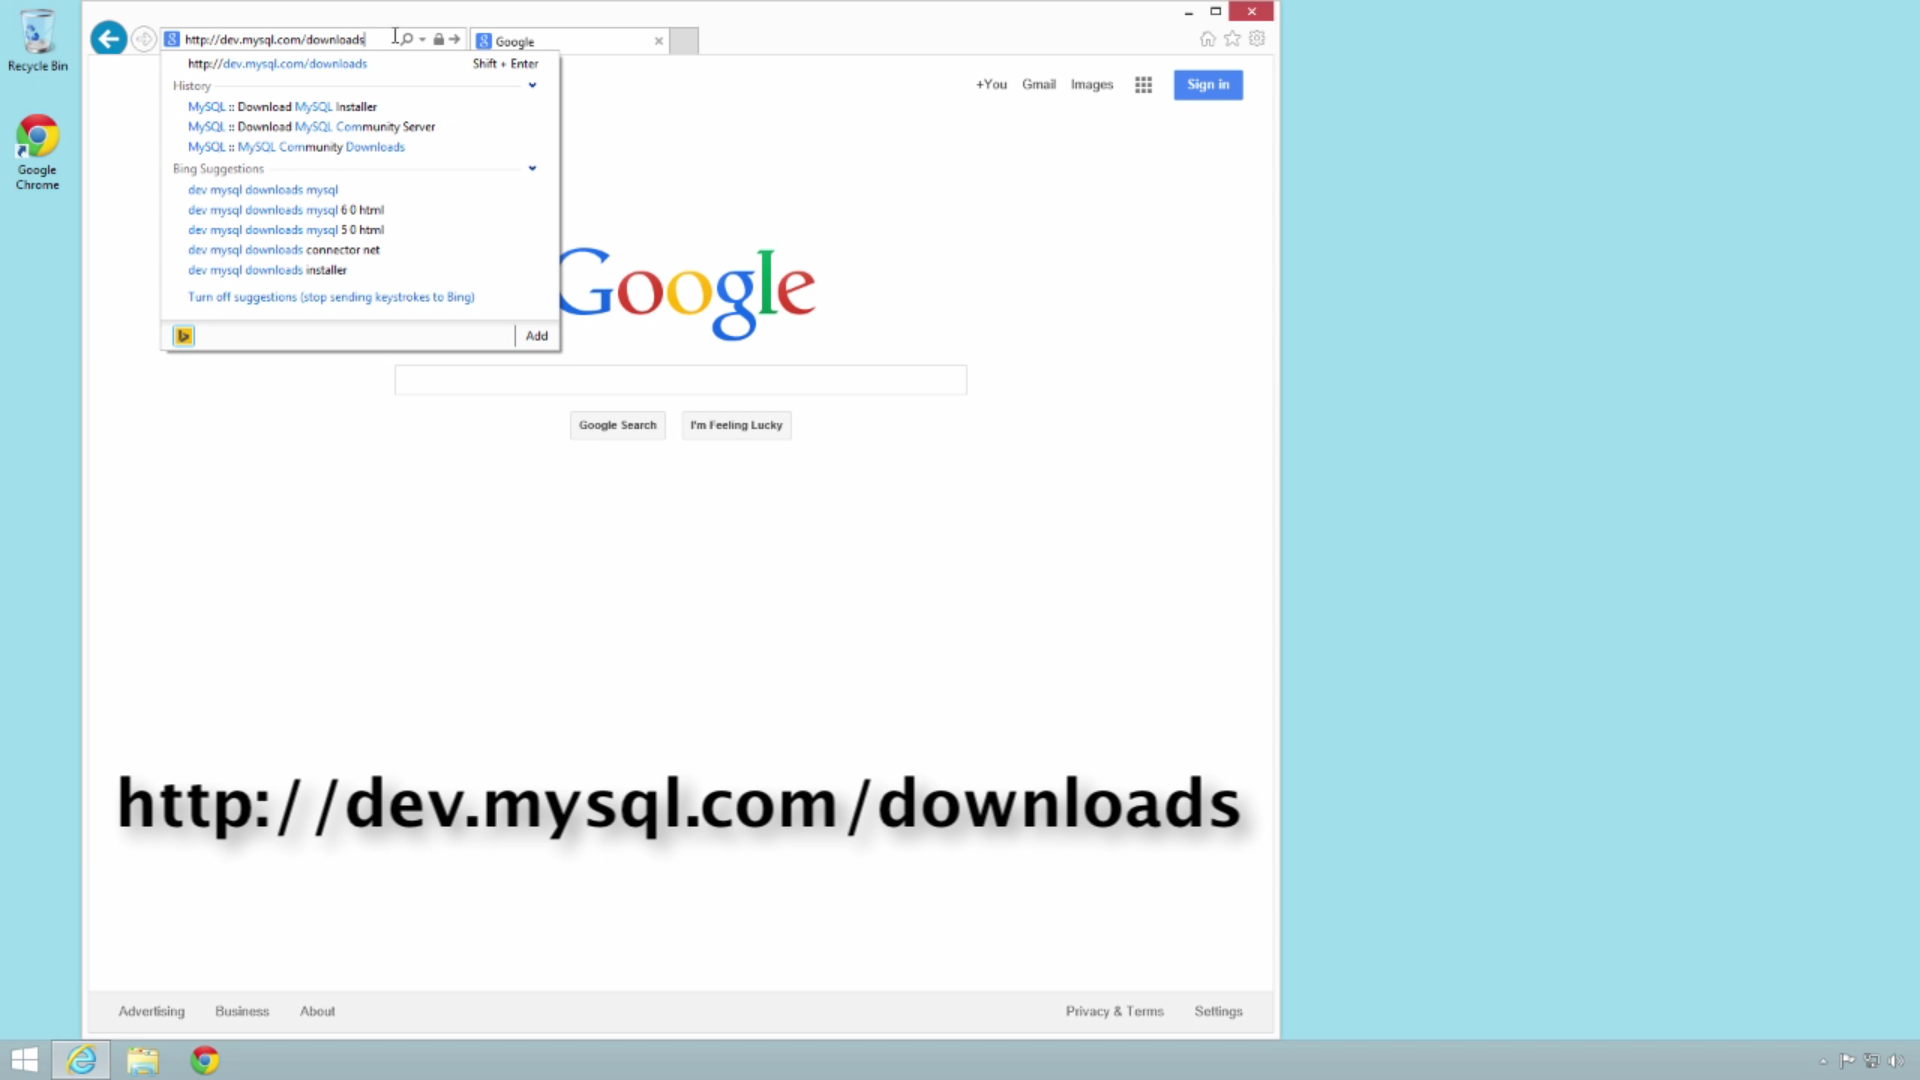 Recycle Bin
Google
Chrome
http://dev.mysql.com/downloads
Google
http://dev.mysql.com/downloads Shift + Enter
History
MySQL :: Download MySQL Installer
MySQL :: Download MySQL Community Server
MySQL :: MySQL Community Downloads
Bing Suggestions
dev mysql downloads mysql
dev mysql downloads mysql 6 0 html
dev mysql downloads mysql 5 0 html
dev mysql downloads connector net
dev mysql downloads installer
Turn off suggestions (stop sending keystrokes to Bing)
Add
+You Gmail Images Sign in
Google
Google Search I'm Feeling Lucky
http://dev.mysql.com/downloads
Advertising Business About Privacy & Terms Settings